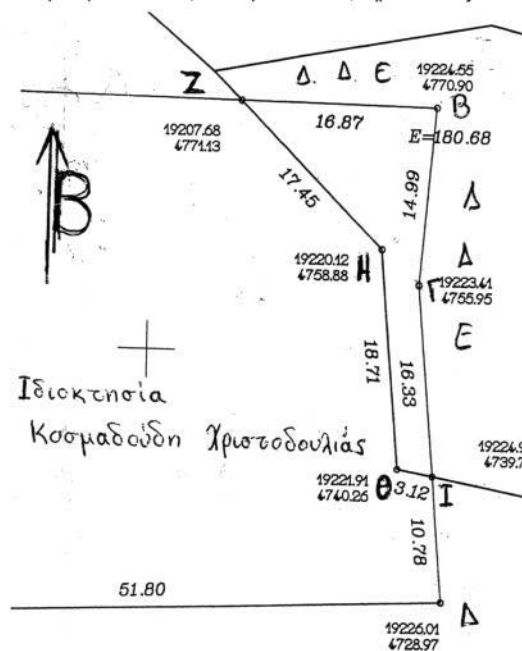 Δ. Δ. Ε
19224.55
4770.90
Ζ
Β
16.87
19207.68
4771.13
Ε=180.68
17.45
14.99
Β
Δ
Δ
Ε
19220.12
4758.88
Η
Γ
19223.41
4755.95
18.71
16.33
Ιδιοκτησία
Κοσμαδούδη Χριστοδουλιάς
19221.91
4740.26
Θ
3.12
Ι
10.78
51.80
Δ
19226.01
4728.97